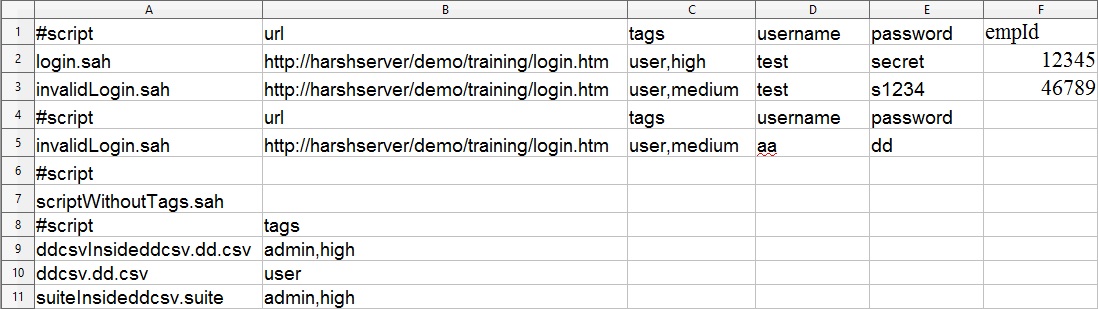 A B C D E F
1 #script url tags username password empId
2 login.sah http://harshserver/demo/training/login.htm user,high test secret 12345
3 invalidLogin.sah http://harshserver/demo/training/login.htm user,medium test s1234 46789
4 #script url tags username password
5 invalidLogin.sah http://harshserver/demo/training/login.htm user,medium aa dd
6 #script
7 scriptWithoutTags.sah
8 #script tags
9 ddcsvInsideddcsv.dd.csv admin,high
10 ddcsv.dd.csv user
11 suiteInsideddcsv.suite admin,high